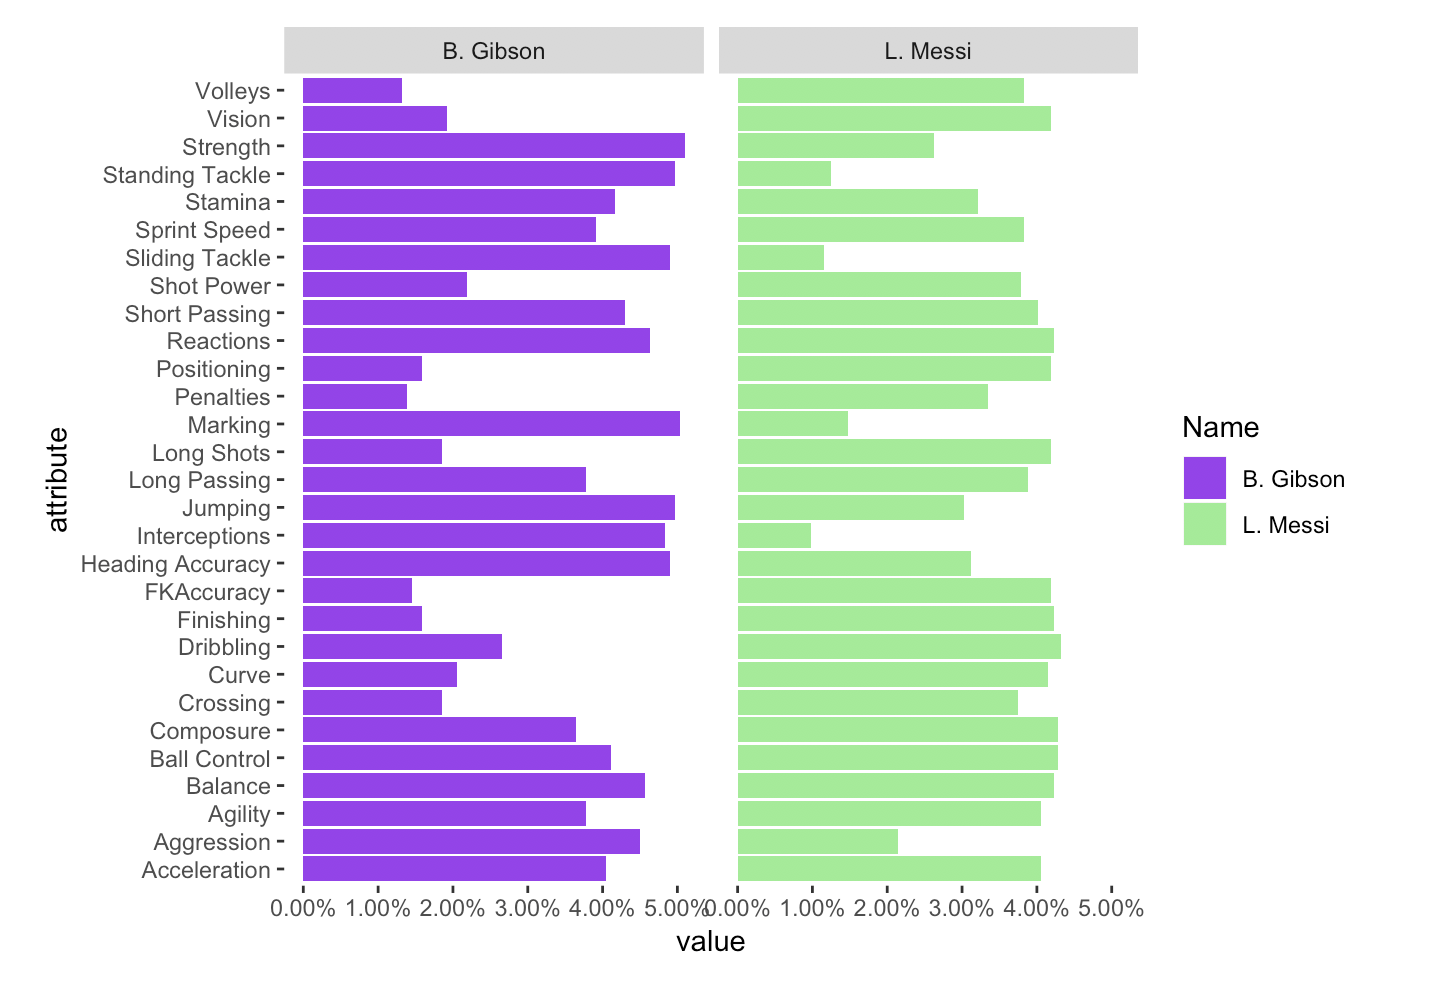 B. Gibson
L. Messi
Volleys
Vision
Strength
Standing Tackle
Stamina
Sprint Speed
Sliding Tackle
Shot Power
Short Passing
Reactions
Positioning
Penalties
Marking
Long Shots
Long Passing
Jumping
Interceptions
Heading Accuracy
FKAccuracy
Finishing
Dribbling
Curve
Crossing
Composure
Ball Control
Balance
Agility
Aggression
Acceleration
attribute
0.00% 1.00% 2.00% 3.00% 4.00% 5.00%
0.00% 1.00% 2.00% 3.00% 4.00% 5.00%
value
Name
B. Gibson
L. Messi